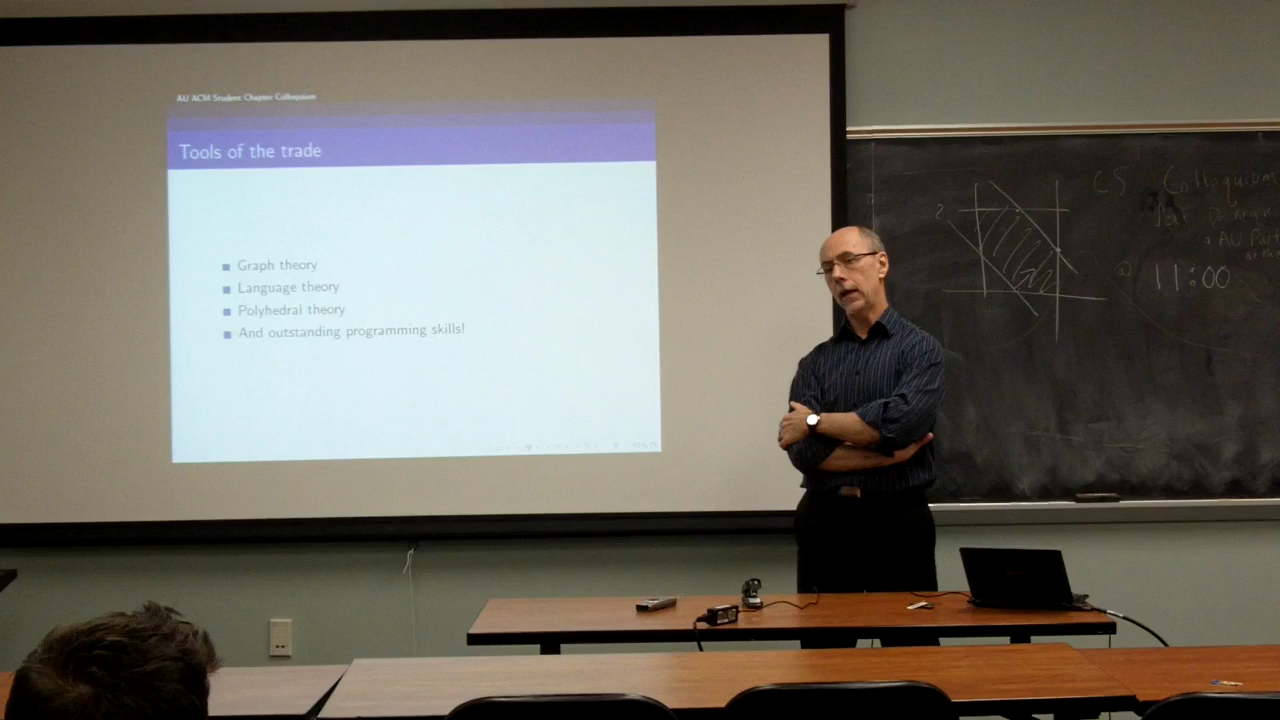 AU ACM Student Chapter Colloquium
Tools of the trade
Graph theory
Language theory
Polyhedral theory
And outstanding programming skills!
?
CS Colloquium
AU
@ 11:00